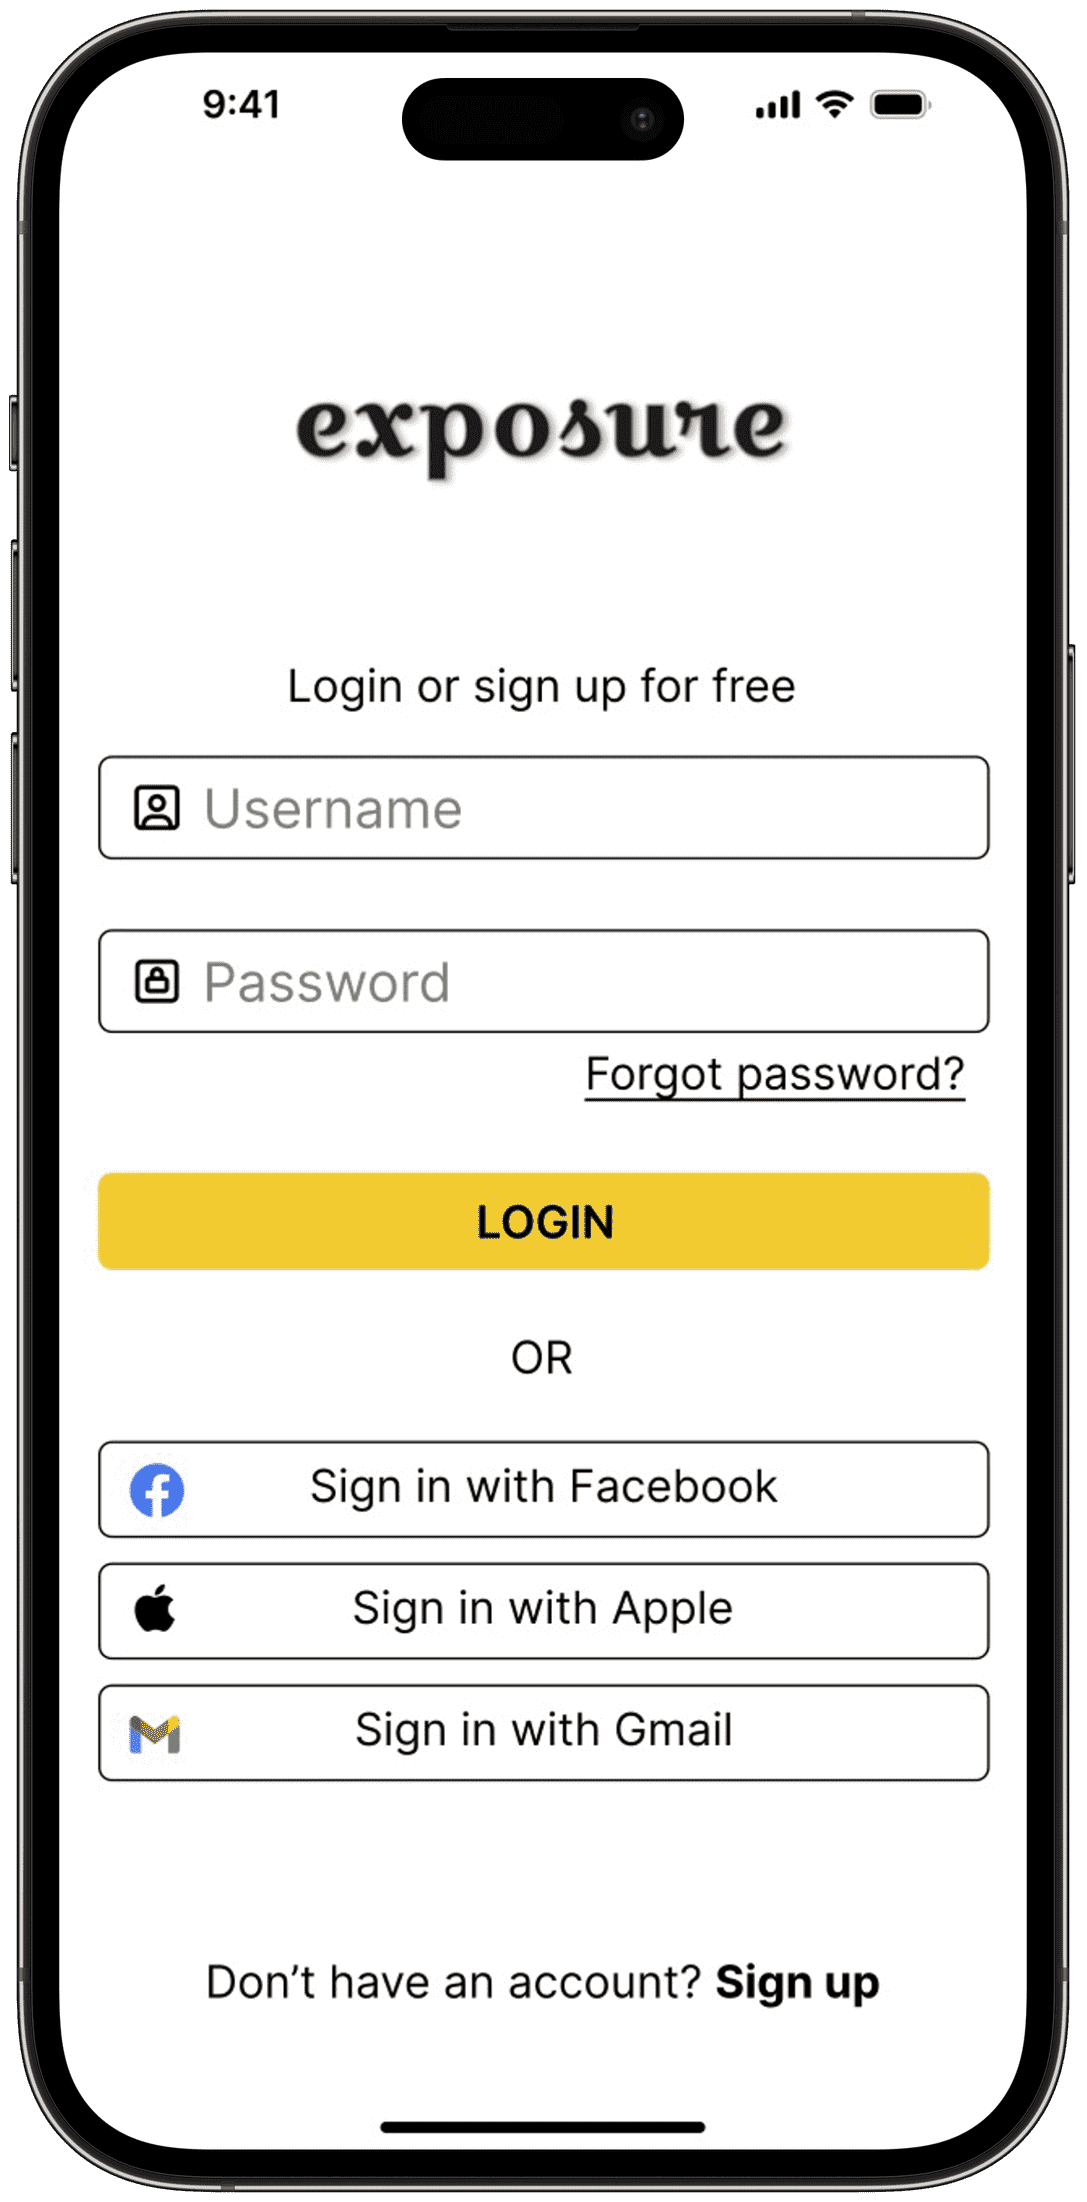 9:41
exposure
Login or sign up for free
Username
Password
Forgot password?
LOGIN
OR
Sign in with Facebook
Sign in with Apple
Sign in with Gmail
Don’t have an account? Sign up